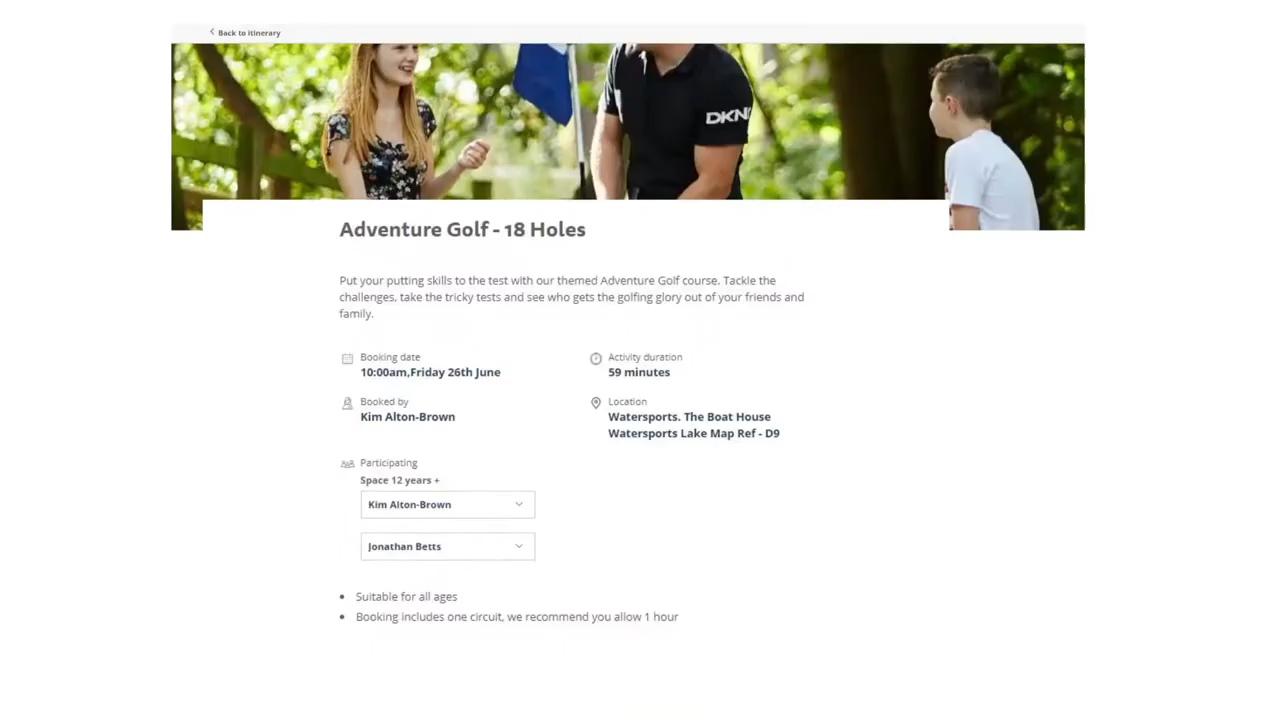 Back to itinerary
DKN
Adventure Golf - 18 Holes
Put your putting skills to the test with our themed Adventure Golf course. Tackle the
challenges, take the tricky tests and see who gets the golfing glory out of your friends and
family.
Booking date
10:00am,Friday 26th June
Activity duration
59 minutes
Booked by
Kim Alton-Brown
Location
Watersports. The Boat House
Watersports Lake Map Ref - D9
Participating
Space 12 years +
Kim Alton-Brown
Jonathan Betts
• Suitable for all ages
• Booking includes one circuit, we recommend you allow 1 hour